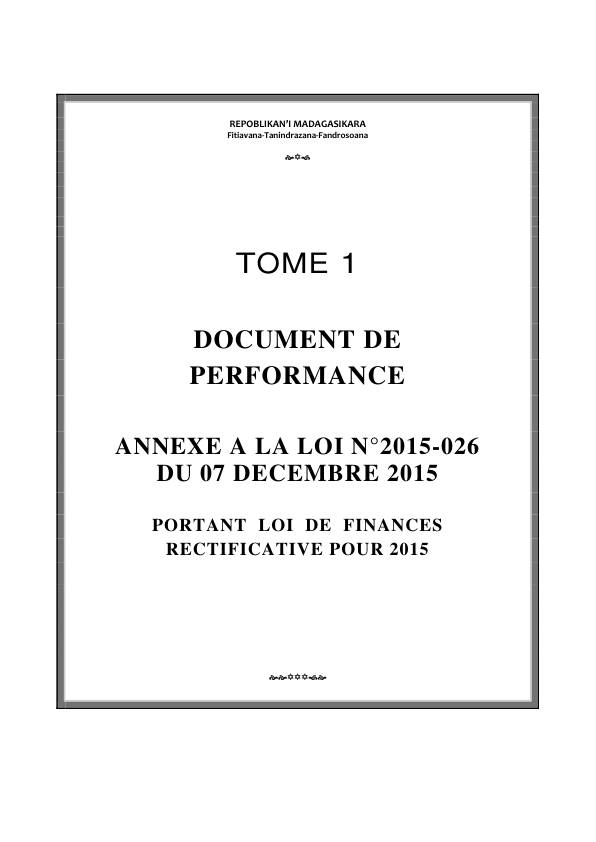 REPOBLIKAN'I MADAGASIKARA
Fitiavana-Tanindrazana-Fandrosoana
TOME 1
DOCUMENT DE
PERFORMANCE
ANNEXE A LA LOI N°2015-026
DU 07 DECEMBRE 2015
PORTANT LOI DE FINANCES
RECTIFICATIVE POUR 2015